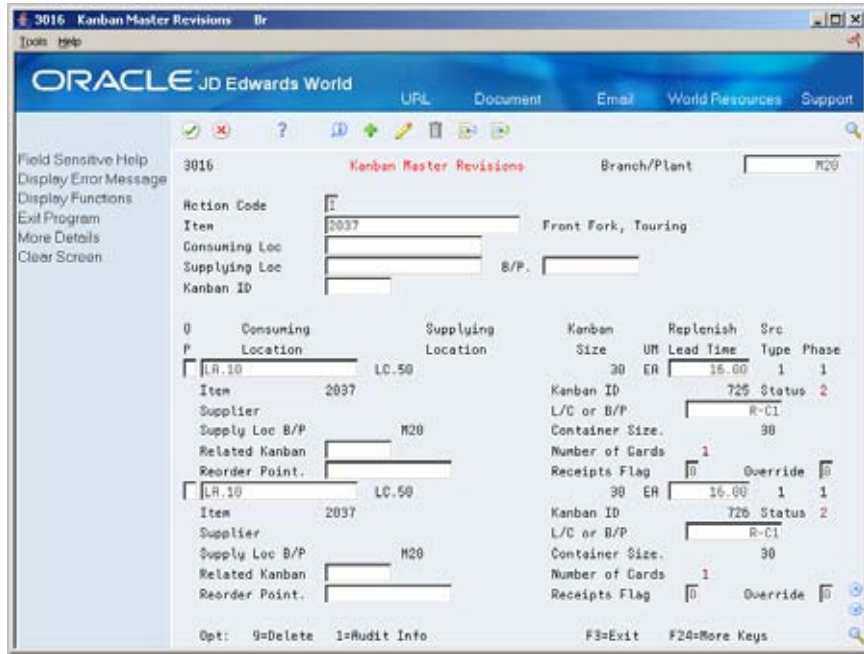 3016 Kanban Master Revisions Br
Tools Help
ORACLE JD Edwards World
URL Document Email World Resources Support
Field Sensitive Help
Display Error Message
Display Functions
Exit Program
More Details
Clear Screen
3016 Kanban Master Revisions Branch/Plant M20
Action Code I
Item 2037 Front Fork, Touring
Consuming Loc
Supplying Loc B/P.
Kanban ID
O Consuming Supplying Kanban Replenish Src
P Location Location Size UM Lead Time Type Phase
LR.10 LC.50 30 EA 16.00 1 1
Item 2037 Kanban ID 725 Status 2
Supplier L/C or B/P R-C1
Supply Loc B/P M20 Container Size. 30
Related Kanban Number of Cards 1
Reorder Point. Receipts Flag 0 Override 0
LR.10 LC.50 30 EA 16.00 1 1
Item 2037 Kanban ID 726 Status 2
Supplier L/C or B/P R-C1
Supply Loc B/P M20 Container Size. 30
Related Kanban Number of Cards 1
Reorder Point. Receipts Flag 0 Override 0
Opt: 9=Delete 1=Audit Info F3=Exit F24=More Keys